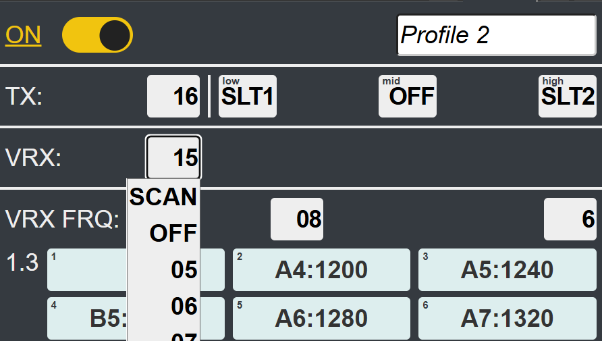 ON Profile 2
TX: 16 low SLT1 mid OFF high SLT2
VRX: 15
SCAN
VRX FRQ: 08 6
OFF
1.3 1 05 2 A4:1200 3 A5:1240
4 B5: 06 5 A6:1280 6 A7:1320
07